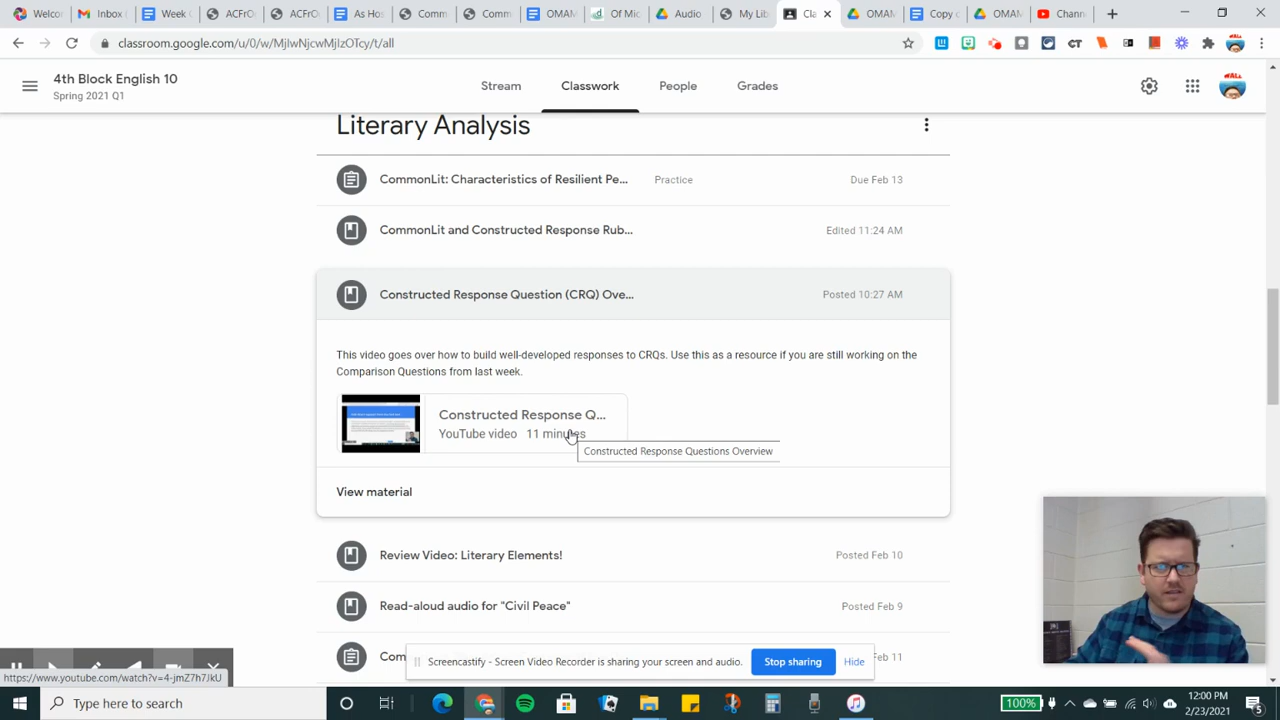 Welcor
Inbox (
Week
ACFrO
ACFrO
As Hos
Comm
Comm
OMAN
Of Mic
Audio
My Lib
Cla
OMAN
Copy o
OMAN
Chann
classroom.google.com/u/0/w/MjIwNjcwMjIzOTcy/t/all
4th Block English 10
Spring 2021 Q1
Stream
Classwork
People
Grades
Literary Analysis
CommonLit: Characteristics of Resilient Pe... Practice Due Feb 13
CommonLit and Constructed Response Rub... Edited 11:24 AM
Constructed Response Question (CRQ) Ove... Posted 10:27 AM
This video goes over how to build well-developed responses to CRQs. Use this as a resource if you are still working on the
Comparison Questions from last week.
Constructed Response Q...
YouTube video 11 minutes
Constructed Response Questions Overview
View material
Review Video: Literary Elements! Posted Feb 10
Read-aloud audio for "Civil Peace" Posted Feb 9
Com
eb 11
Screencastify - Screen Video Recorder is sharing your screen and audio. Stop sharing Hide
https://www.youtube.com/watch?v=4-jmZ7h7JkU
Type here to search
100%
12:00 PM
2/23/2021
5